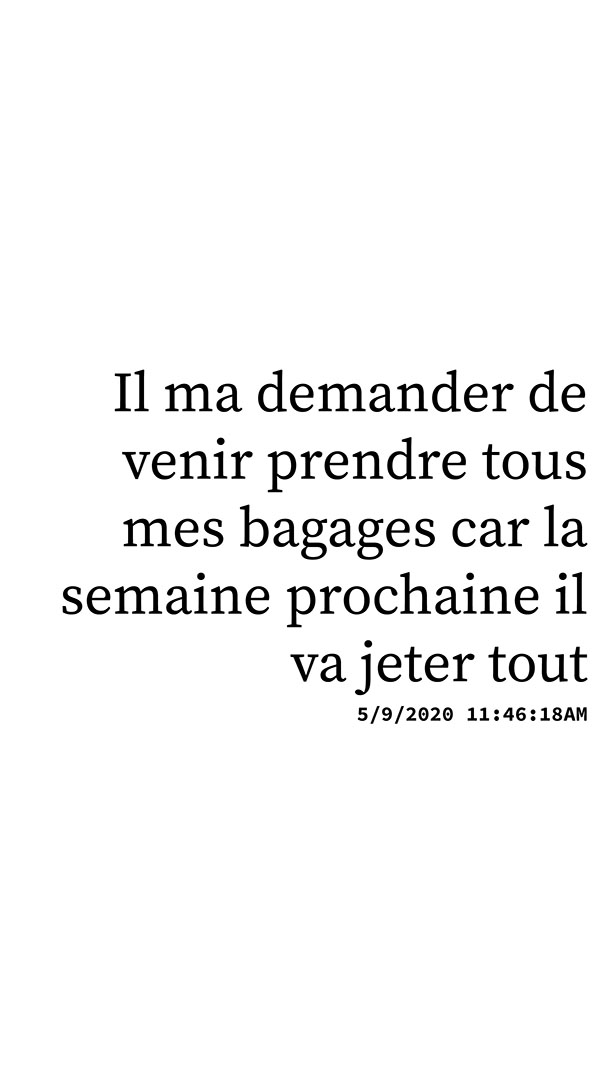 Il ma demander de
venir prendre tous
mes bagages car la
semaine prochaine il
va jeter tout
5/9/2020 11:46:18AM